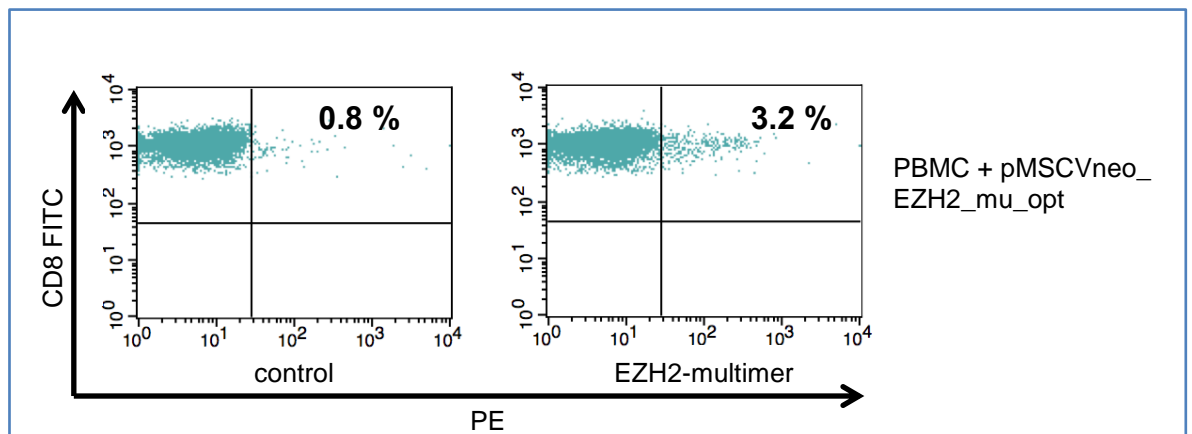 0.8 %
3.2 %
10^4
10^3
10^2
10^1
10^0
10^4
10^3
10^2
10^1
10^0
PBMC + pMSCVneo_
EZH2_mu_opt
CD8 FITC
10^0 10^1 10^2 10^3 10^4
10^0 10^1 10^2 10^3 10^4
control
EZH2-multimer
PE